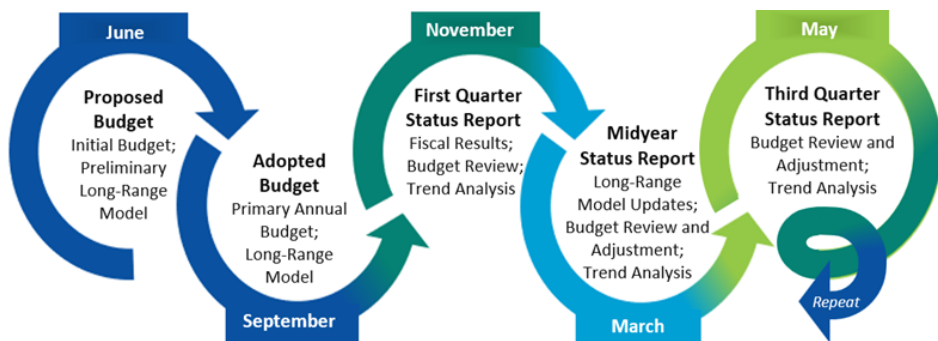 June
Proposed
Budget
Initial Budget;
Preliminary
Long-Range
Model
Adopted
Budget
Primary Annual
Budget;
Long-Range
Model
September
November
First Quarter
Status Report
Fiscal Results;
Budget Review;
Trend Analysis
Midyear
Status Report
Long-Range
Model Updates;
Budget Review and
Adjustment;
Trend Analysis
March
May
Third Quarter
Status Report
Budget Review and
Adjustment;
Trend Analysis
Repeat